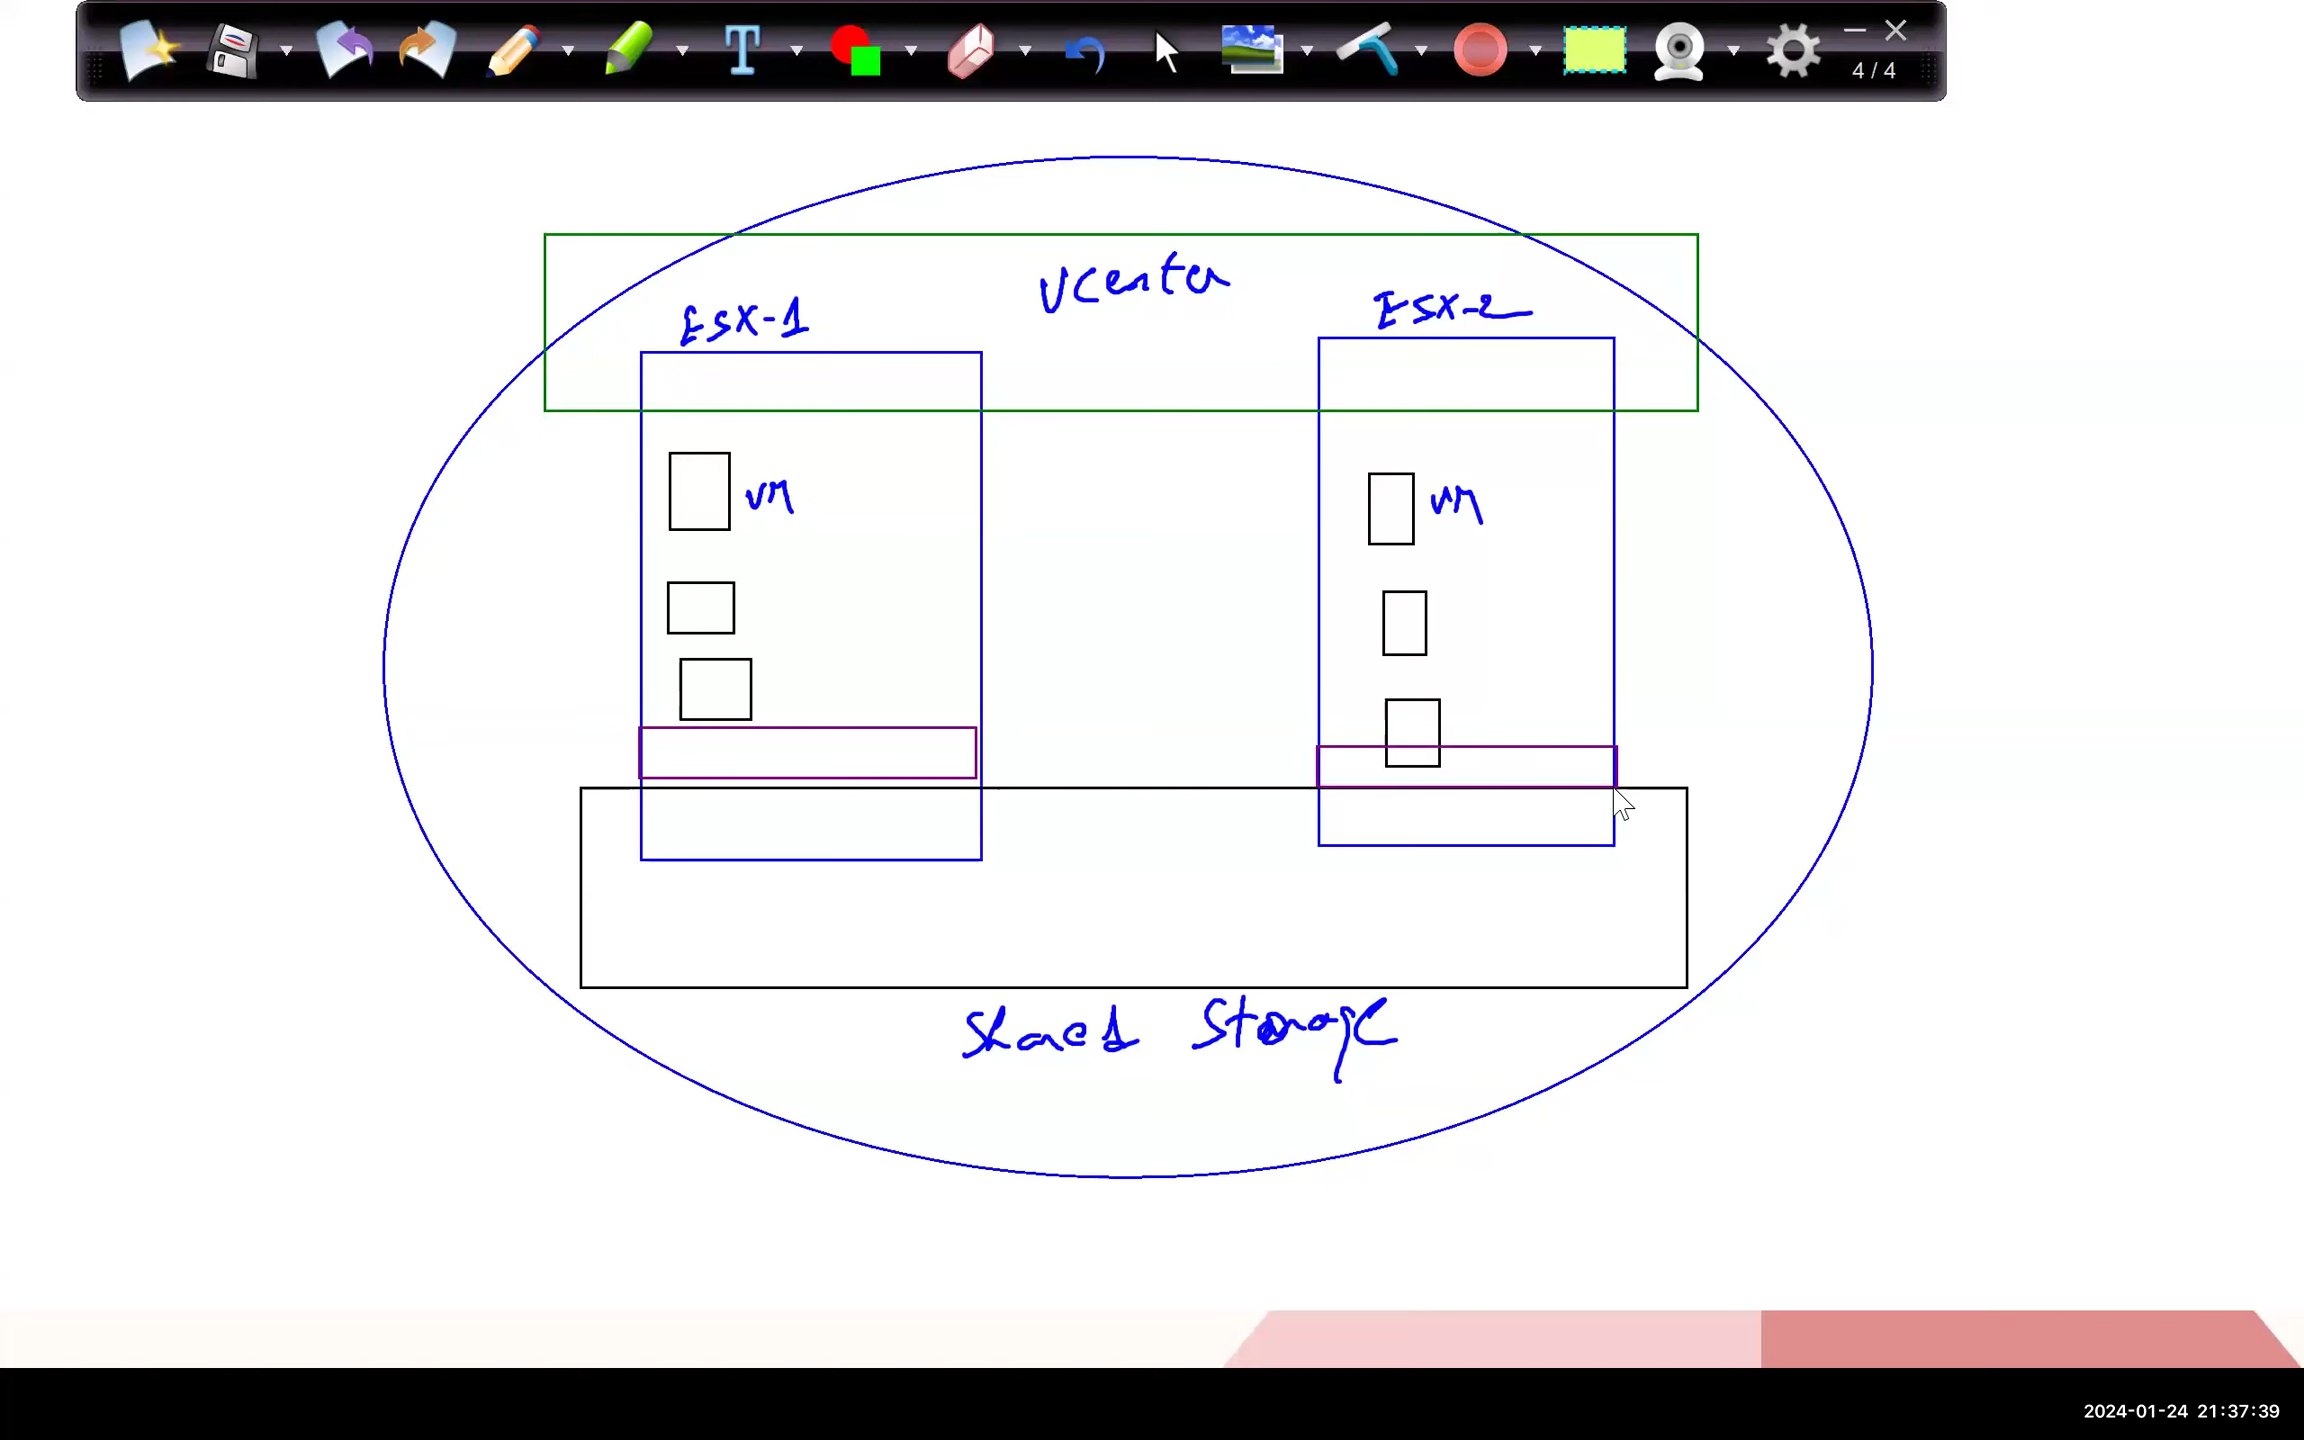 4 / 4
vcenter
ESX-1
ESX-2
VM
VM
Shared Storage
2024-01-24 21:37:39